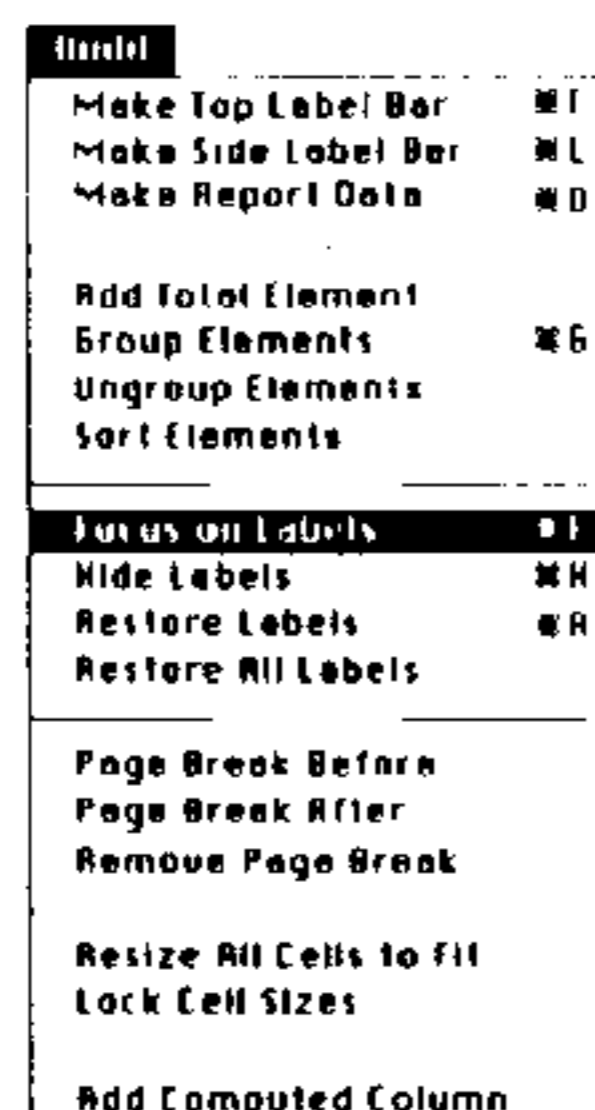 Make Top Label Bar ⌘T
Make Side Label Bar ⌘L
Make Report Data ⌘D
Add Total Element
Group Elements ⌘G
Ungroup Elements
Sort Elements
Focus on Labels ⌘F
Hide Labels ⌘H
Restore Labels ⌘A
Restore All Labels
Page Break Before
Page Break After
Remove Page Break
Resize All Cells to Fit
Lock Cell Sizes
Add Computed Column